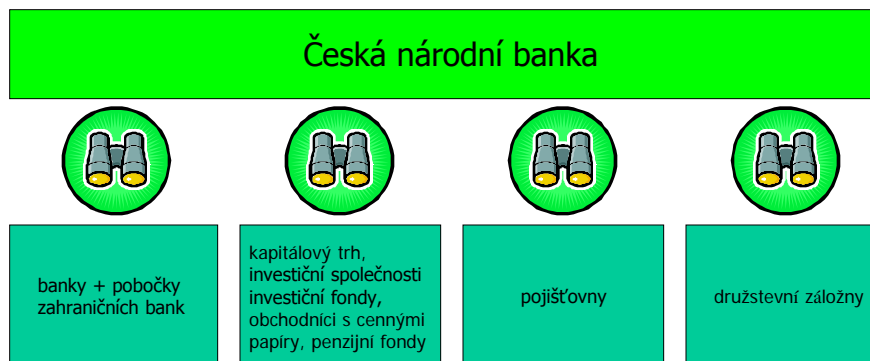 Česká národní banka
banky + pobočky
zahraničních bank
kapitálový trh,
investiční společnosti
investiční fondy,
obchodníci s cennými
papíry, penzijní fondy
pojišťovny
družstevní záložny